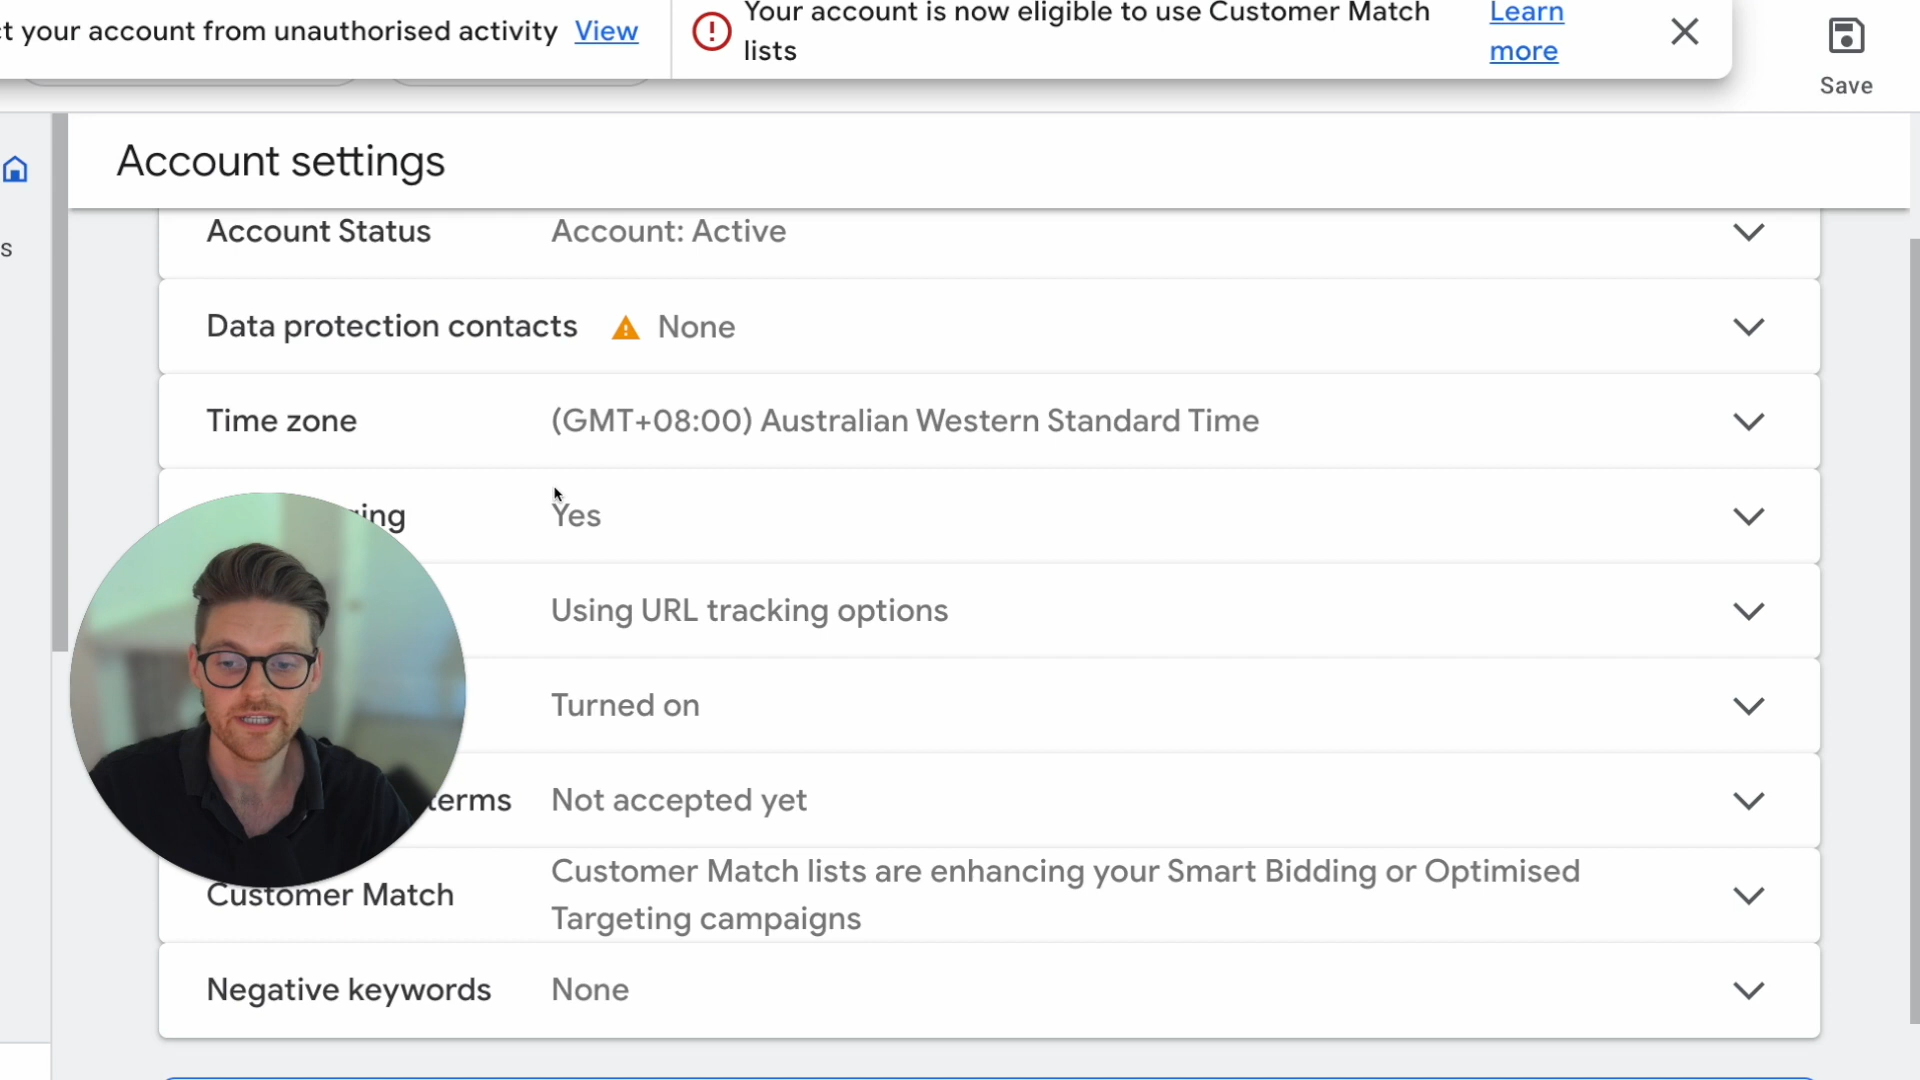 t your account from unauthorised activity View
Your account is now eligible to use Customer Match lists
Learn more
Save
Account settings
s
Account Status Account: Active
Data protection contacts None
Time zone (GMT+08:00) Australian Western Standard Time
ing Yes
Using URL tracking options
Turned on
terms Not accepted yet
Customer Match Customer Match lists are enhancing your Smart Bidding or Optimised
Targeting campaigns
Negative keywords None